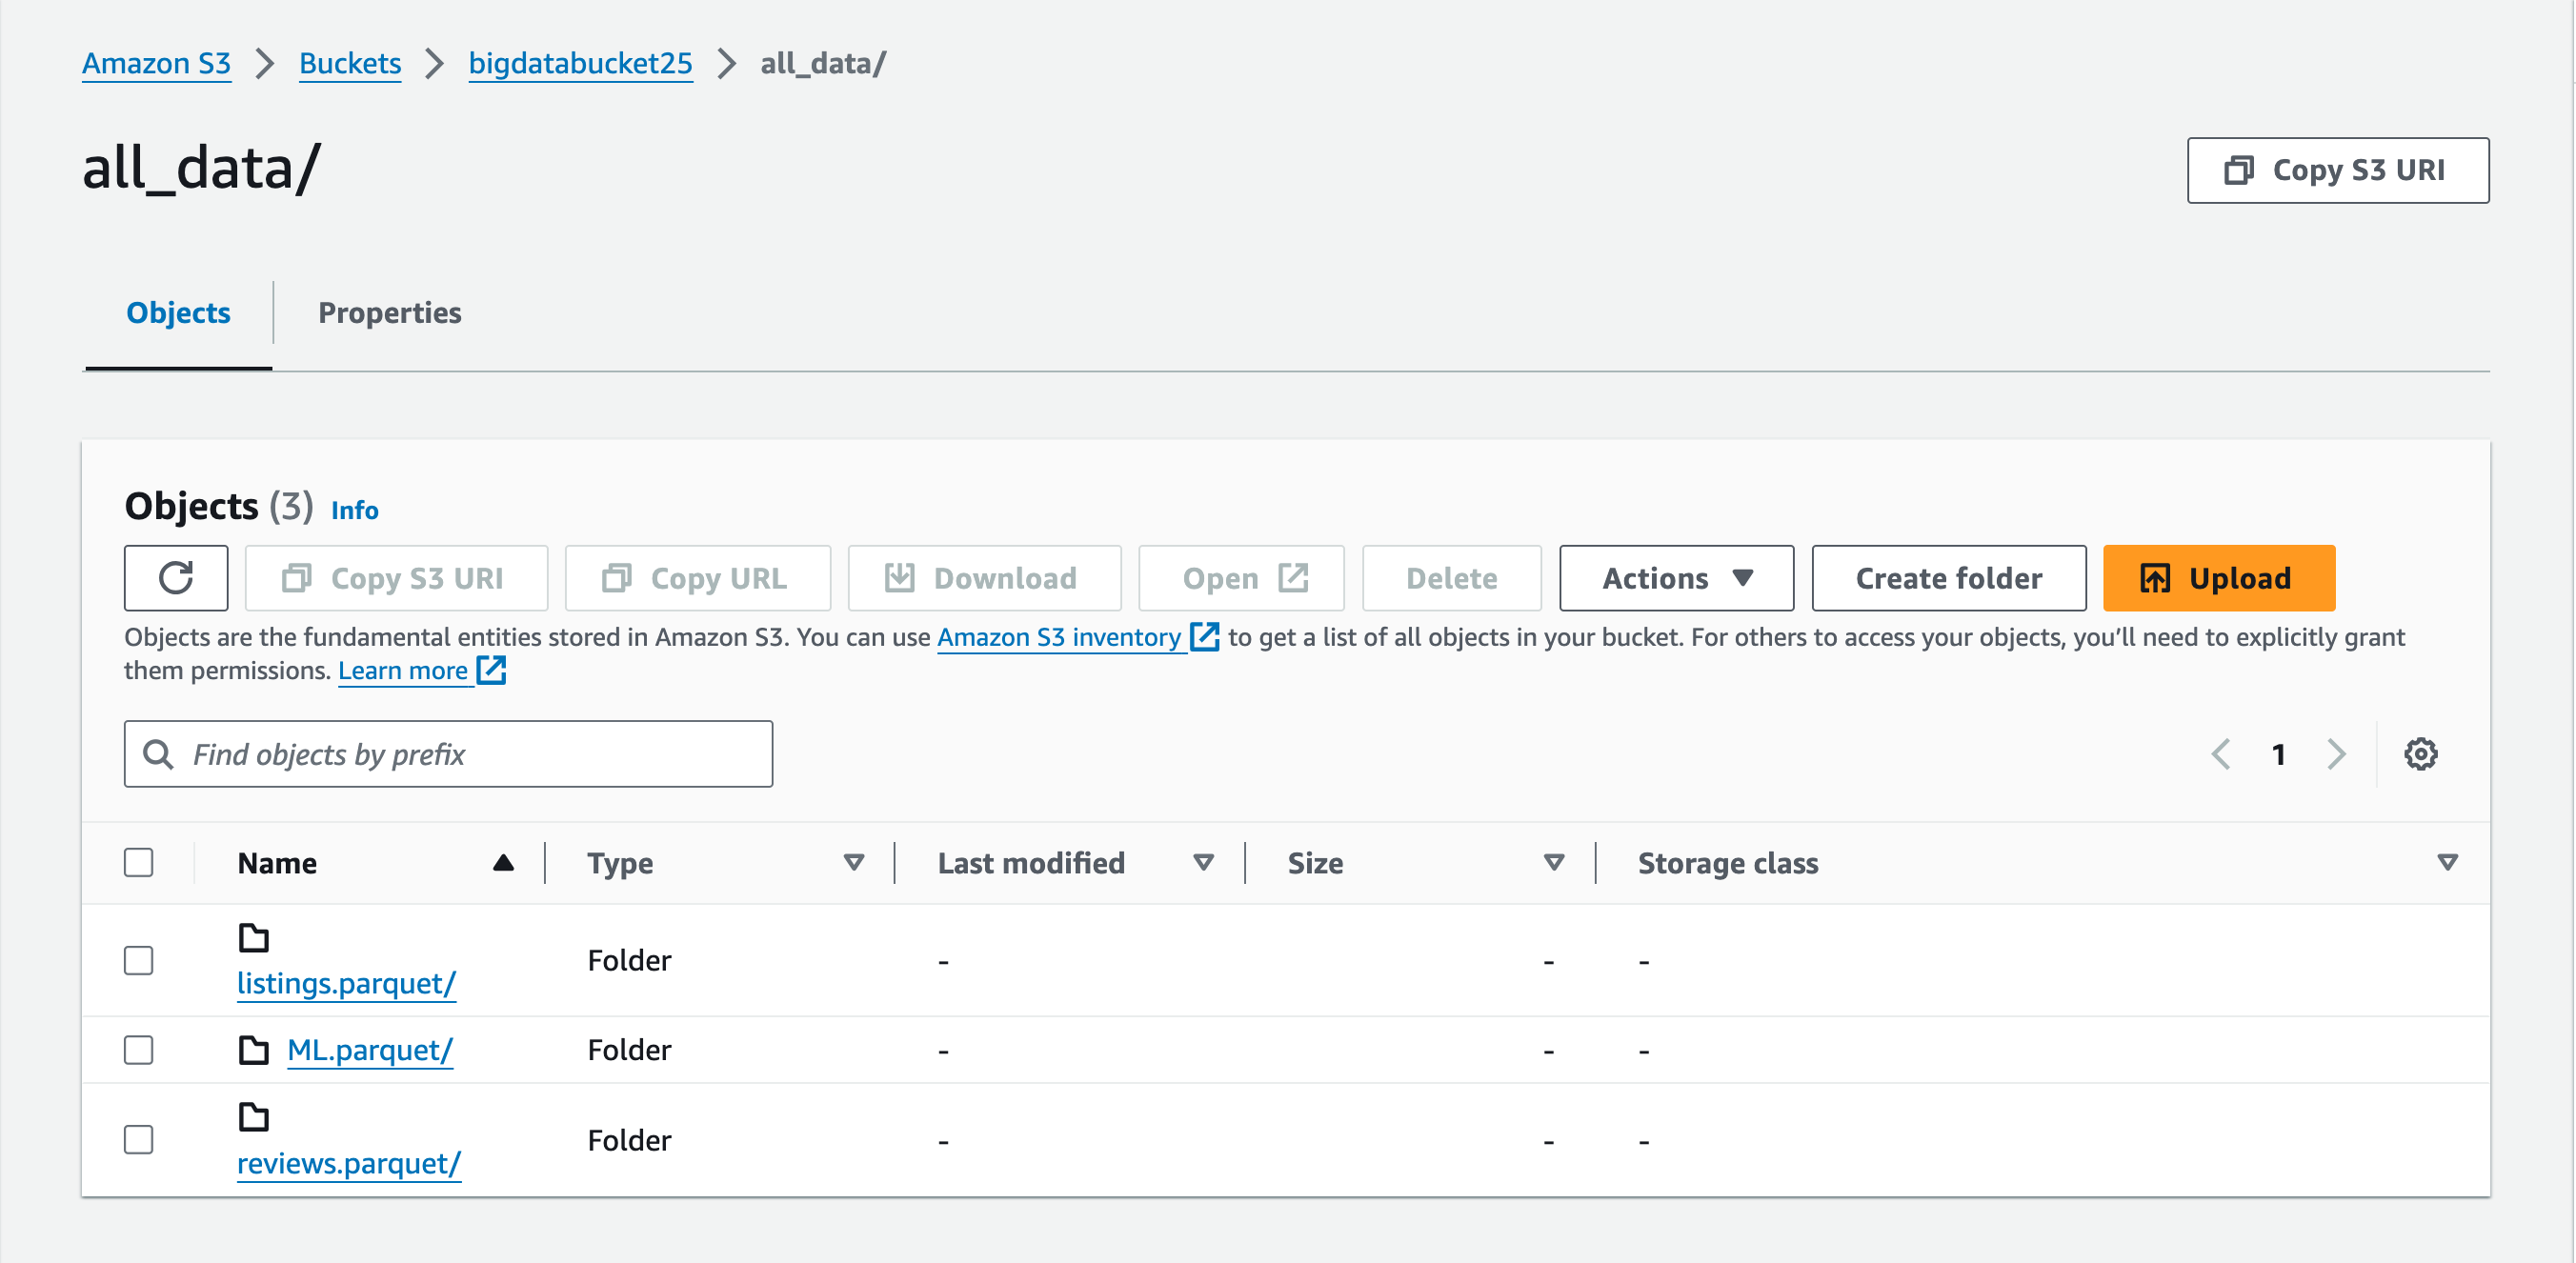 Amazon S3 > Buckets > bigdatabucket25 > all_data/
all_data/
Copy S3 URI
Objects Properties
Objects (3) Info
Copy S3 URI Copy URL Download Open Delete Actions Create folder Upload
Objects are the fundamental entities stored in Amazon S3. You can use Amazon S3 inventory to get a list of all objects in your bucket. For others to access your objects, you’ll need to explicitly grant
them permissions. Learn more
Find objects by prefix
1
Name Type Last modified Size Storage class
listings.parquet/ Folder - - -
ML.parquet/ Folder - - -
reviews.parquet/ Folder - - -